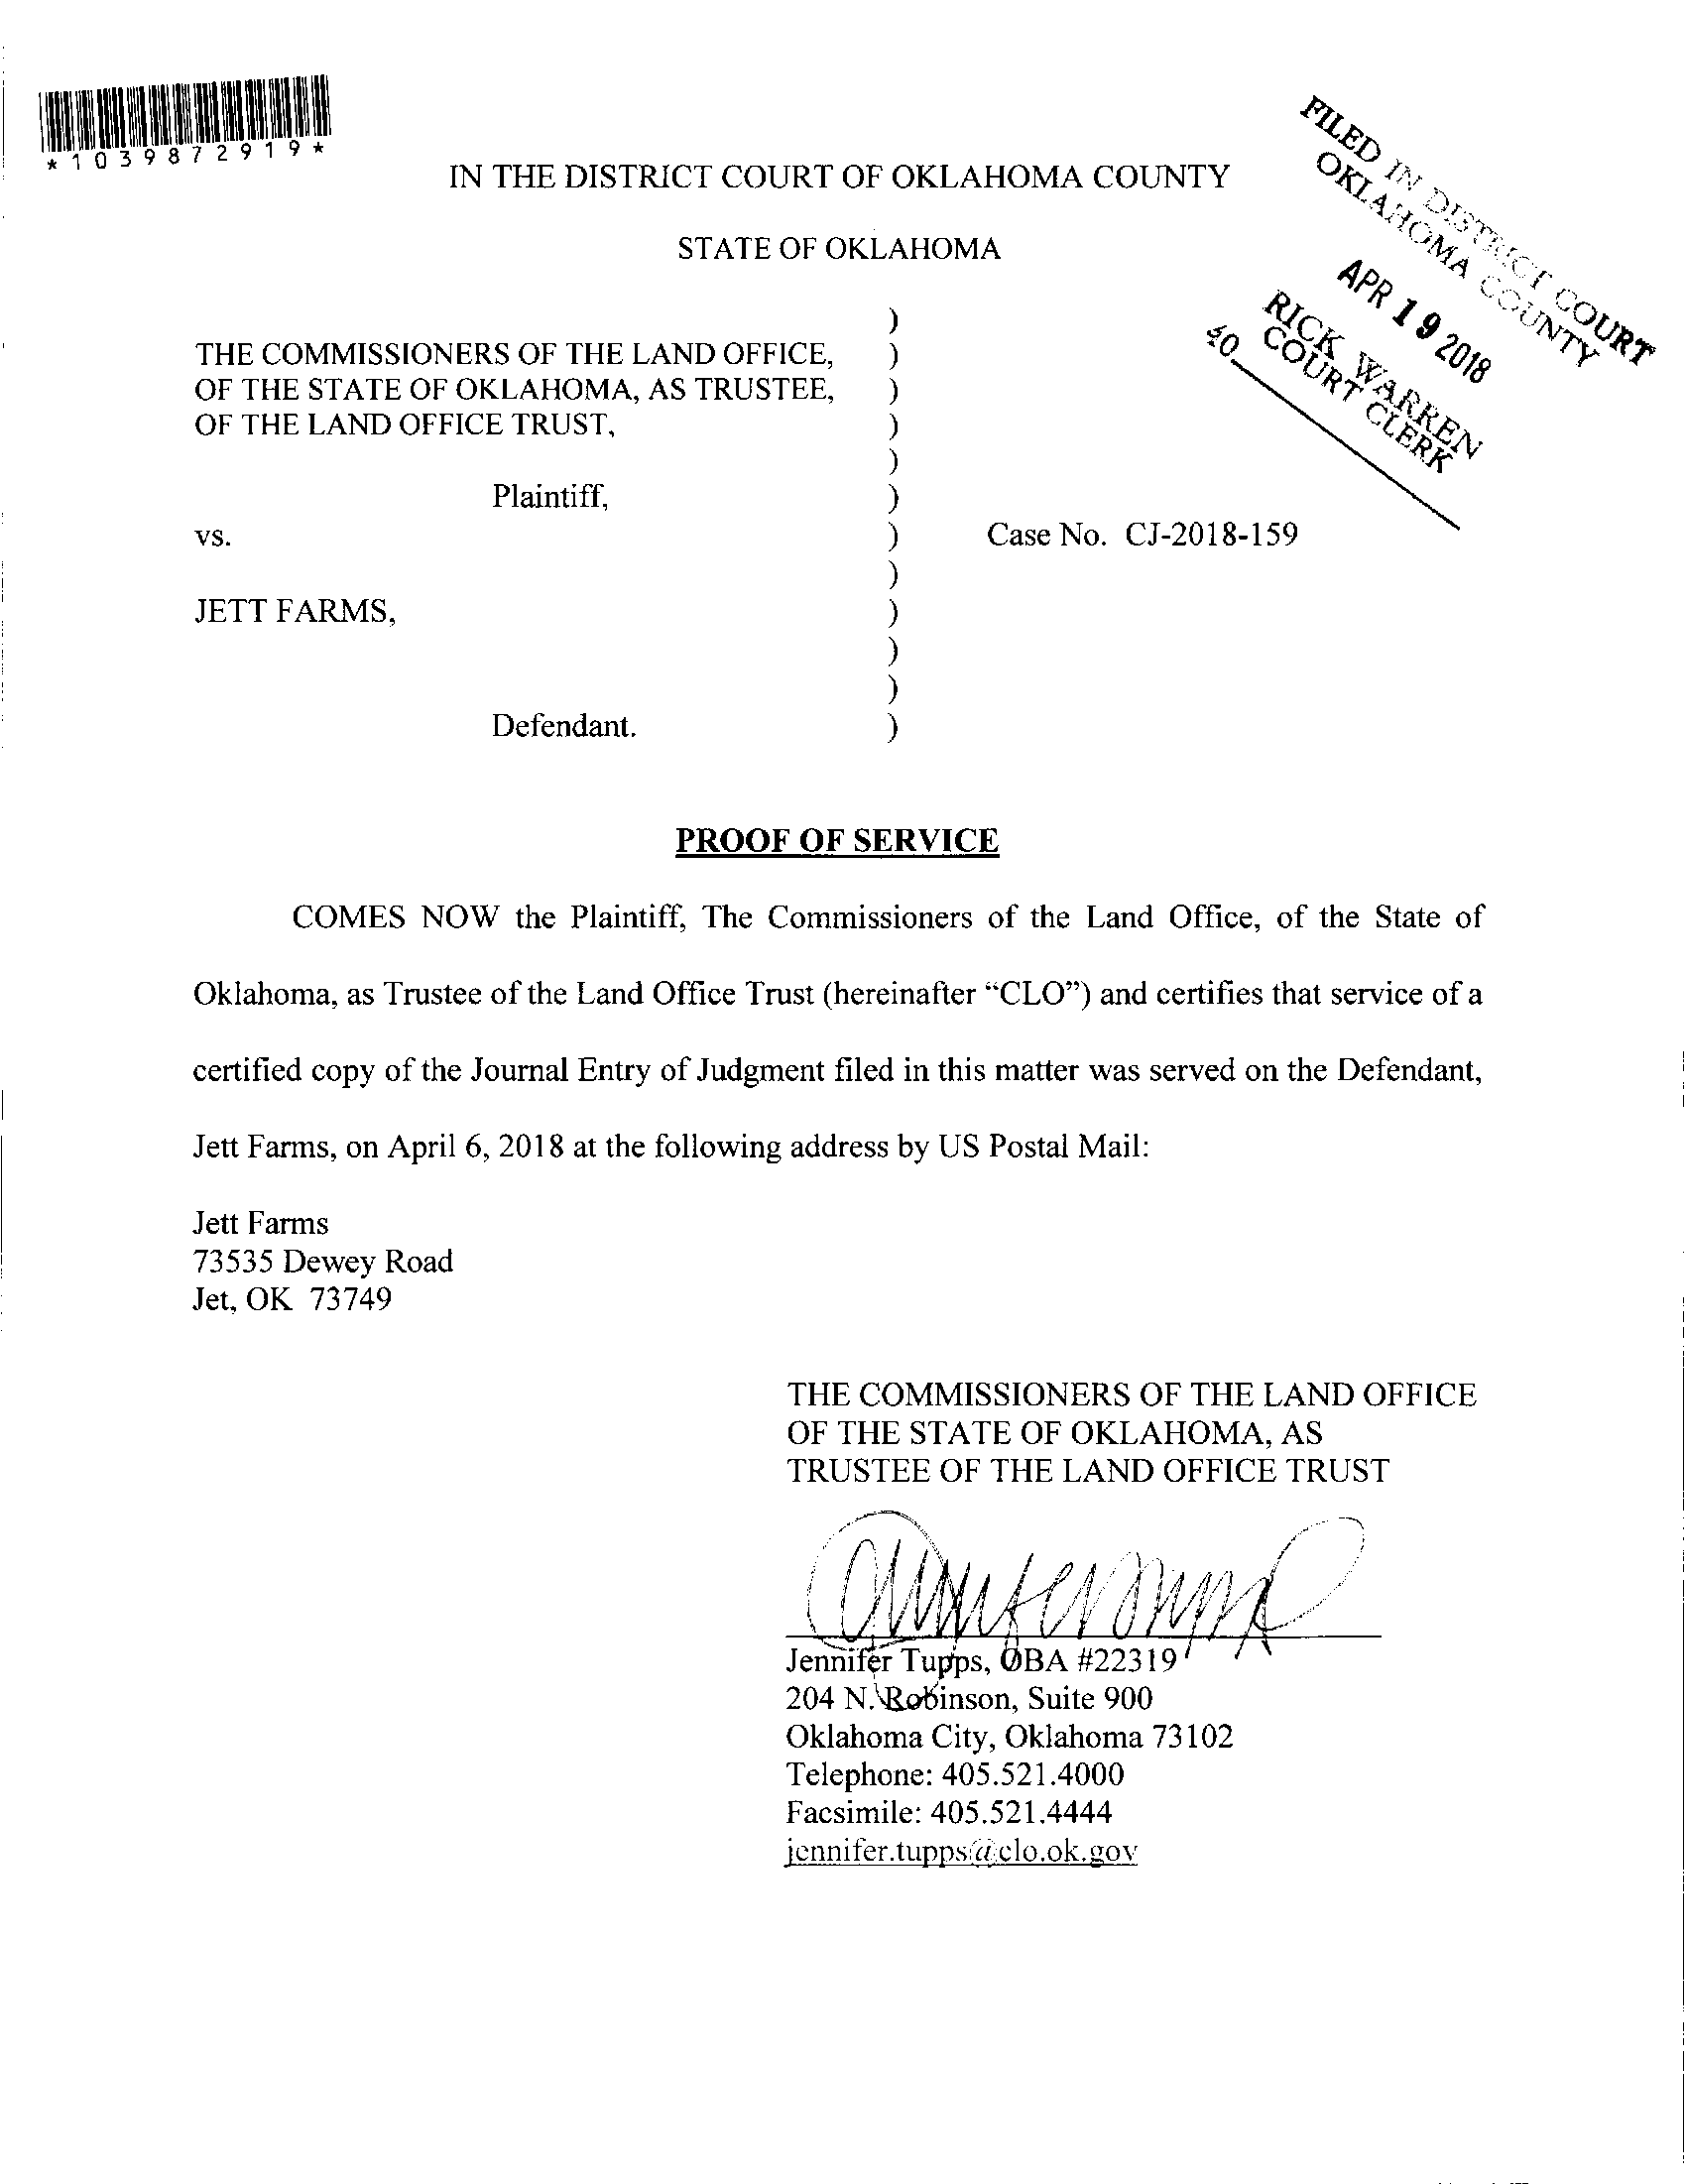 *1039872919*
FILED IN DISTRICT COURT
OKLAHOMA COUNTY
APR 19 2018
RICK WARREN
COURT CLERK
40
IN THE DISTRICT COURT OF OKLAHOMA COUNTY
STATE OF OKLAHOMA
)
THE COMMISSIONERS OF THE LAND OFFICE, )
OF THE STATE OF OKLAHOMA, AS TRUSTEE, )
OF THE LAND OFFICE TRUST, )
)
Plaintiff, )
vs. ) Case No. CJ-2018-159
)
JETT FARMS, )
)
)
Defendant. )
PROOF OF SERVICE
COMES NOW the Plaintiff, The Commissioners of the Land Office, of the State of
Oklahoma, as Trustee of the Land Office Trust (hereinafter “CLO”) and certifies that service of a
certified copy of the Journal Entry of Judgment filed in this matter was served on the Defendant,
Jett Farms, on April 6, 2018 at the following address by US Postal Mail:
Jett Farms
73535 Dewey Road
Jet, OK 73749
THE COMMISSIONERS OF THE LAND OFFICE
OF THE STATE OF OKLAHOMA, AS
TRUSTEE OF THE LAND OFFICE TRUST
Jennifer Tupps, OBA #22319
204 N. Robinson, Suite 900
Oklahoma City, Oklahoma 73102
Telephone: 405.521.4000
Facsimile: 405.521.4444
jennifer.tupps@clo.ok.gov